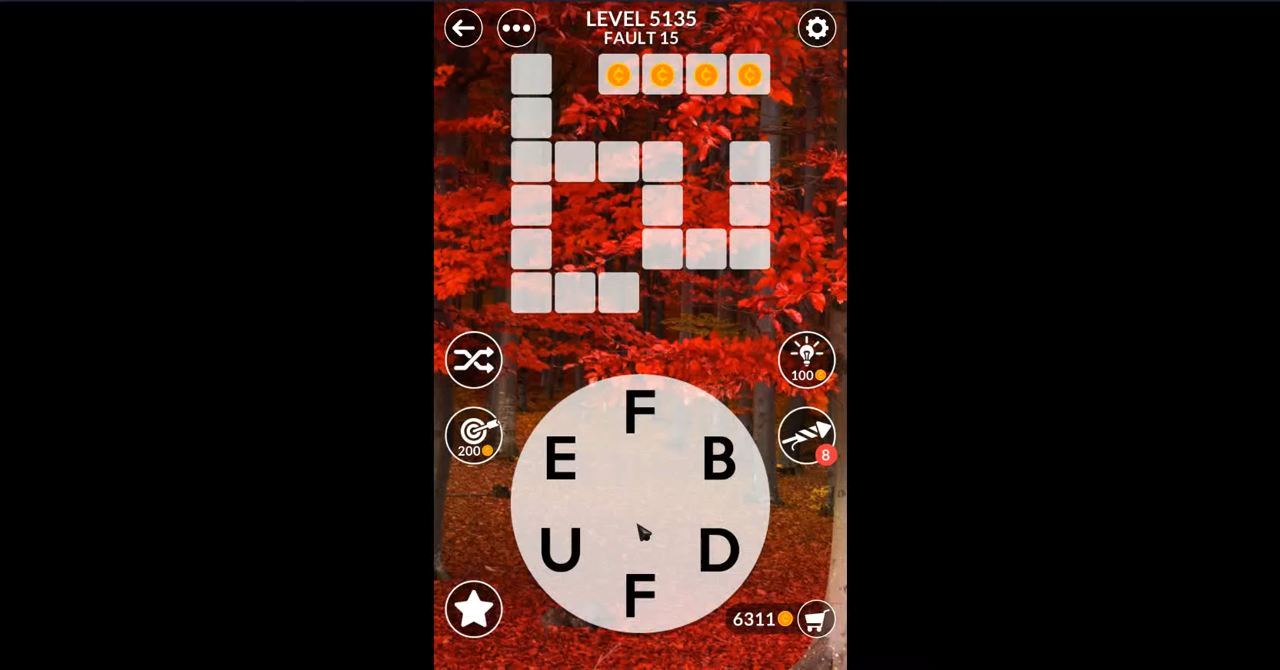 LEVEL 5135
FAULT 15
¢ ¢ ¢ ¢
100
200
8
F
E B
U D
F
6311